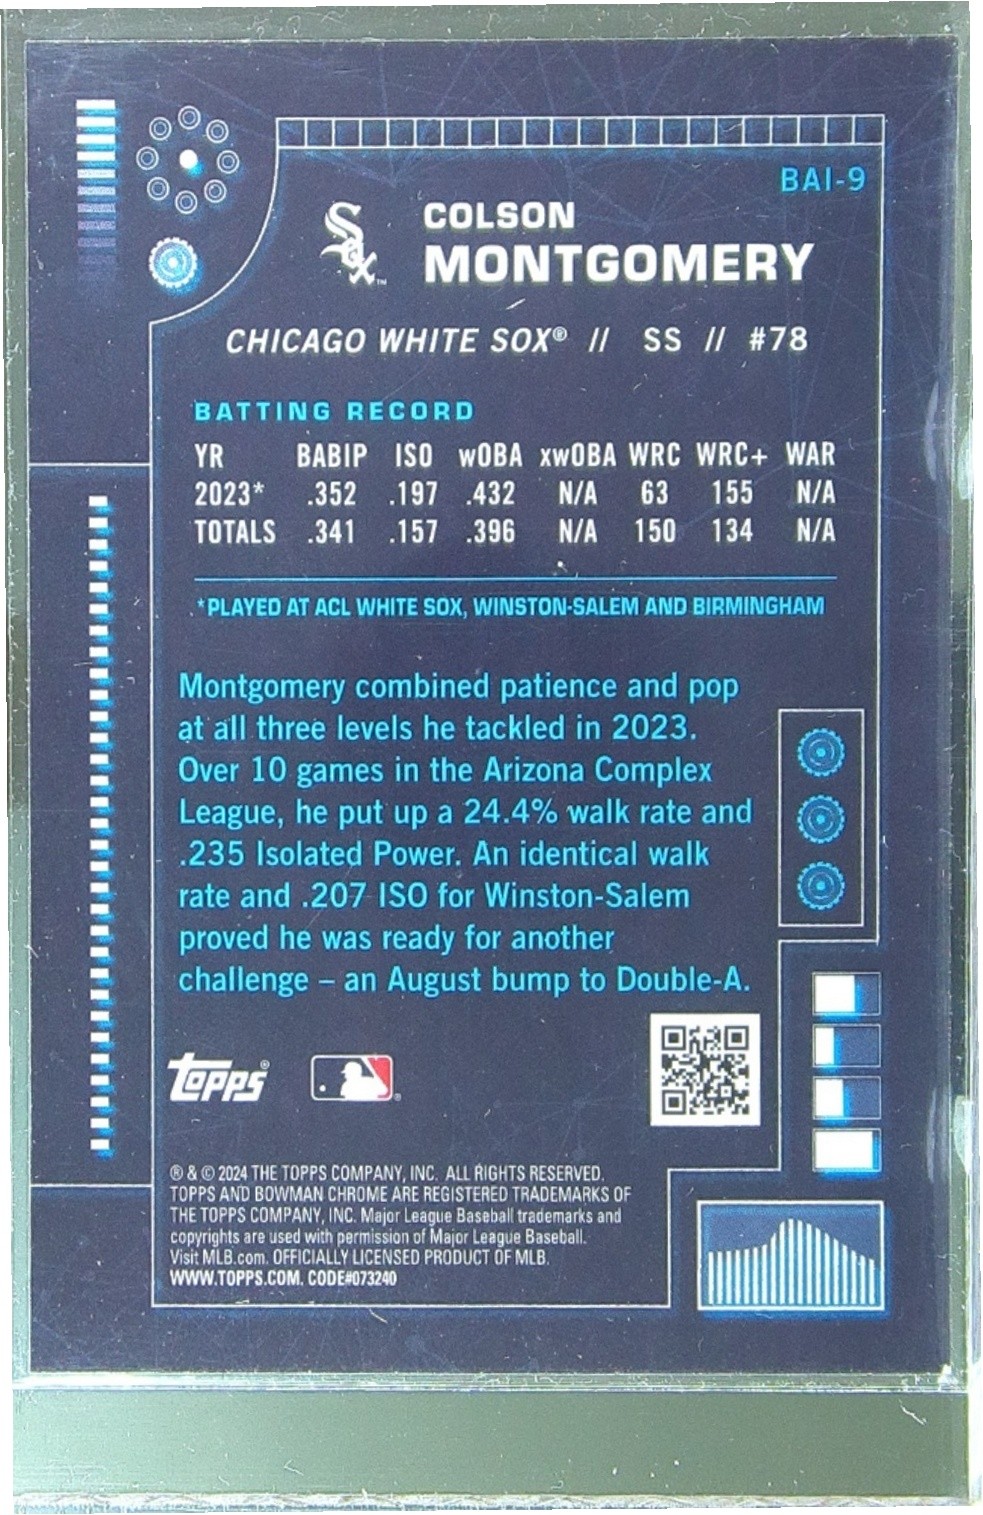 BAI-9
Sox™
COLSON
MONTGOMERY
CHICAGO WHITE SOX® // SS // #78
BATTING RECORD
YR BABIP ISO wOBA xwOBA WRC WRC+ WAR
2023* .352 .197 .432 N/A 63 155 N/A
TOTALS .341 .157 .396 N/A 150 134 N/A
*PLAYED AT ACL WHITE SOX, WINSTON-SALEM AND BIRMINGHAM
Montgomery combined patience and pop
at all three levels he tackled in 2023.
Over 10 games in the Arizona Complex
League, he put up a 24.4% walk rate and
.235 Isolated Power. An identical walk
rate and .207 ISO for Winston-Salem
proved he was ready for another
challenge – an August bump to Double-A.
Topps®
® & © 2024 THE TOPPS COMPANY, INC. ALL RIGHTS RESERVED.
TOPPS AND BOWMAN CHROME ARE REGISTERED TRADEMARKS OF
THE TOPPS COMPANY, INC. Major League Baseball trademarks and
copyrights are used with permission of Major League Baseball.
Visit MLB.com. OFFICIALLY LICENSED PRODUCT OF MLB.
WWW.TOPPS.COM. CODE#073240